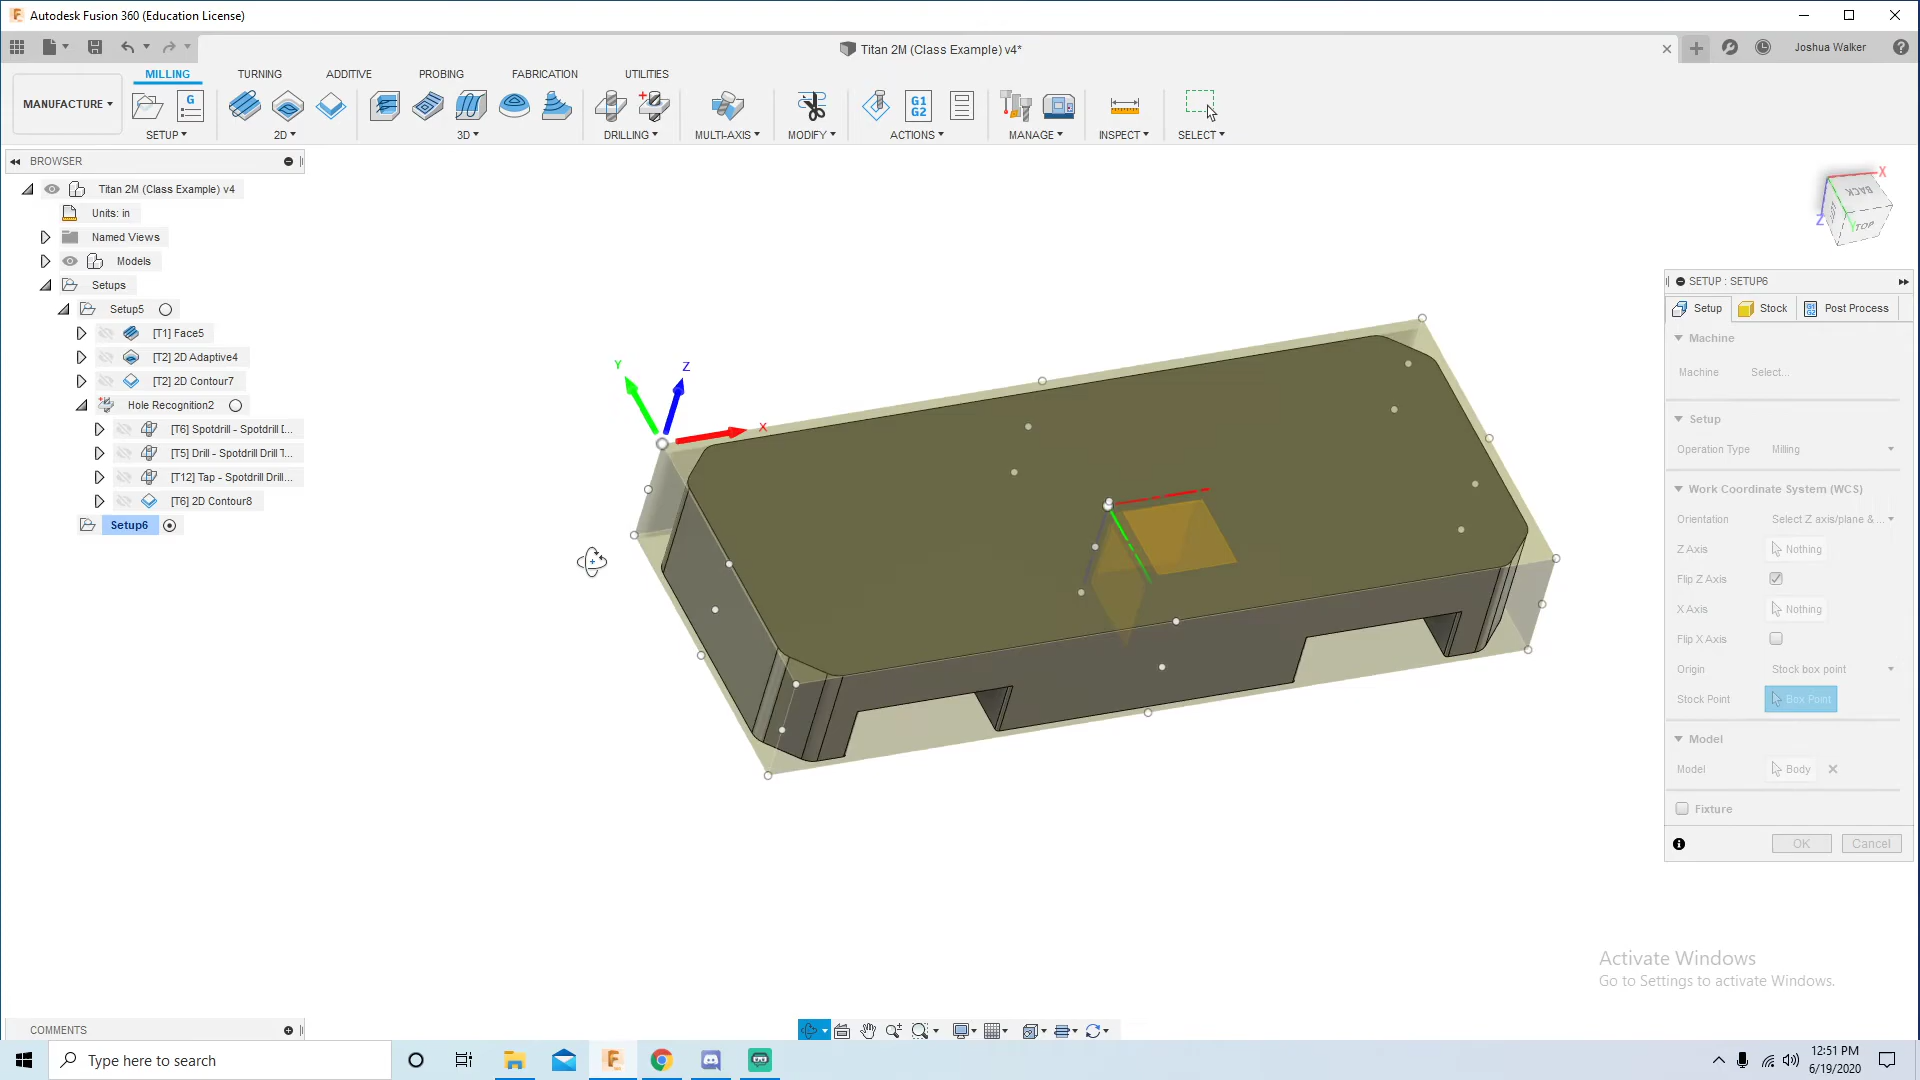 Autodesk Fusion 360 (Education License)
Titan 2M (Class Example) v4*
Joshua Walker
MILLING TURNING ADDITIVE PROBING FABRICATION UTILITIES
MANUFACTURE
G
G1
G2
SETUP 2D 3D DRILLING MULTI-AXIS MODIFY ACTIONS MANAGE INSPECT SELECT
BROWSER
Titan 2M (Class Example) v4
Units: in
Named Views
Models
Setups
Setup5
[T1] Face5
[T2] 2D Adaptive4
[T2] 2D Contour7
Hole Recognition2
[T6] Spotdrill - Spotdrill D...
[T5] Drill - Spotdrill Drill T...
[T12] Tap - Spotdrill Drill...
[T6] 2D Contour8
Setup6
Y
Z
X
X
BACK
Z
TOP
SETUP : SETUP6
Setup Stock Post Process
Machine
Machine Select...
Setup
Operation Type Milling
Work Coordinate System (WCS)
Orientation Select Z axis/plane & ...
Z Axis Nothing
Flip Z Axis
X Axis Nothing
Flip X Axis
Origin Stock box point
Stock Point Box Point
Model
Model Body
Fixture
OK Cancel
Activate Windows
Go to Settings to activate Windows.
COMMENTS
Type here to search
12:51 PM
6/19/2020